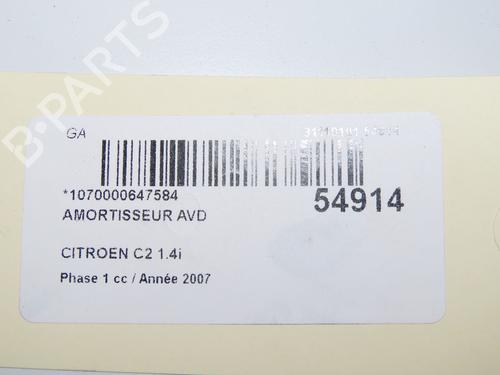 GA
*1070000647584
AMORTISSEUR AVD
54914
CITROEN C2 1.4i
Phase 1 cc / Année 2007
B-PARTS